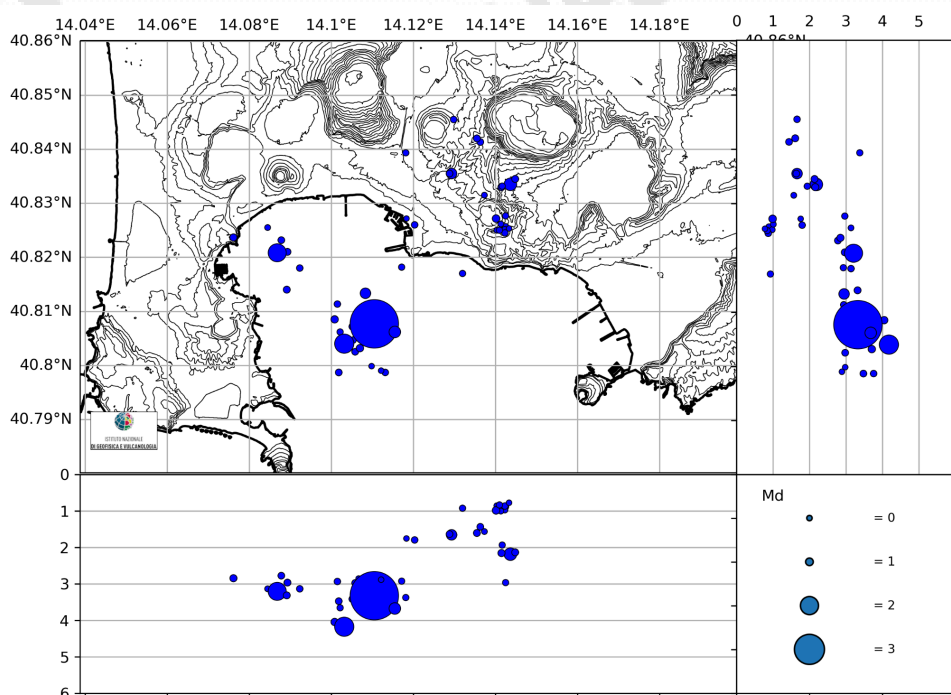 14.04°E 14.06°E 14.08°E 14.1°E 14.12°E 14.14°E 14.16°E 14.18°E 0 1 2 3 4 5
40.86°N
40.85°N
40.84°N
40.83°N
40.82°N
40.81°N
40.8°N
40.79°N
ISTITUTO NAZIONALE
DI GEOFISICA E VULCANOLOGIA
0
1
2
3
4
5
6
Md
= 0
= 1
= 2
= 3